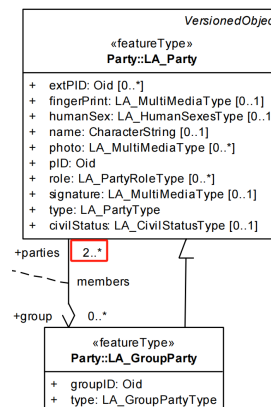 VersionedObjec
«featureType»
Party::LA_Party
+ extPID: Oid [0..*]
+ fingerPrint: LA_MultiMediaType [0..1]
+ humanSex: LA_HumanSexesType [0..1
+ name: CharacterString [0..1]
+ photo: LA_MultiMediaType [0..*]
+ pID: Oid
+ role: LA_PartyRoleType [0..*]
+ signature: LA_MultiMediaType [0..1]
+ type: LA_PartyType
+ civilStatus: LA_CivilStatusType [0..1]
+parties 2..*
members
+group 0..*
«featureType»
Party::LA_GroupParty
+ groupID: Oid
+ type: LA_GroupPartyType